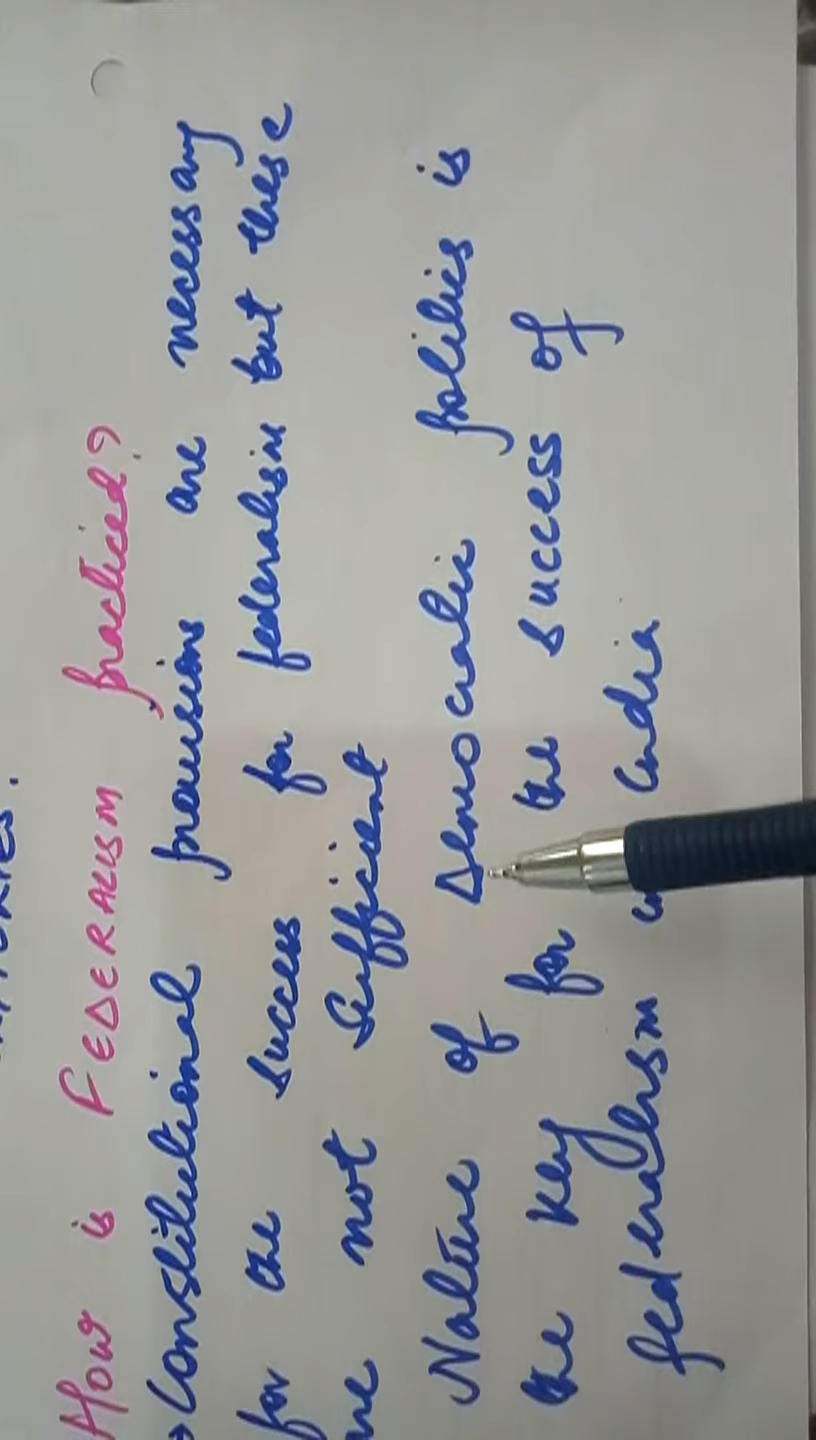 How is FEDERALISM practiced?
→ Constitutional provisions are necessary
for the success for federalism but these
are not sufficient
Nature of Democratic politics is
the key for the success of
federalism in India